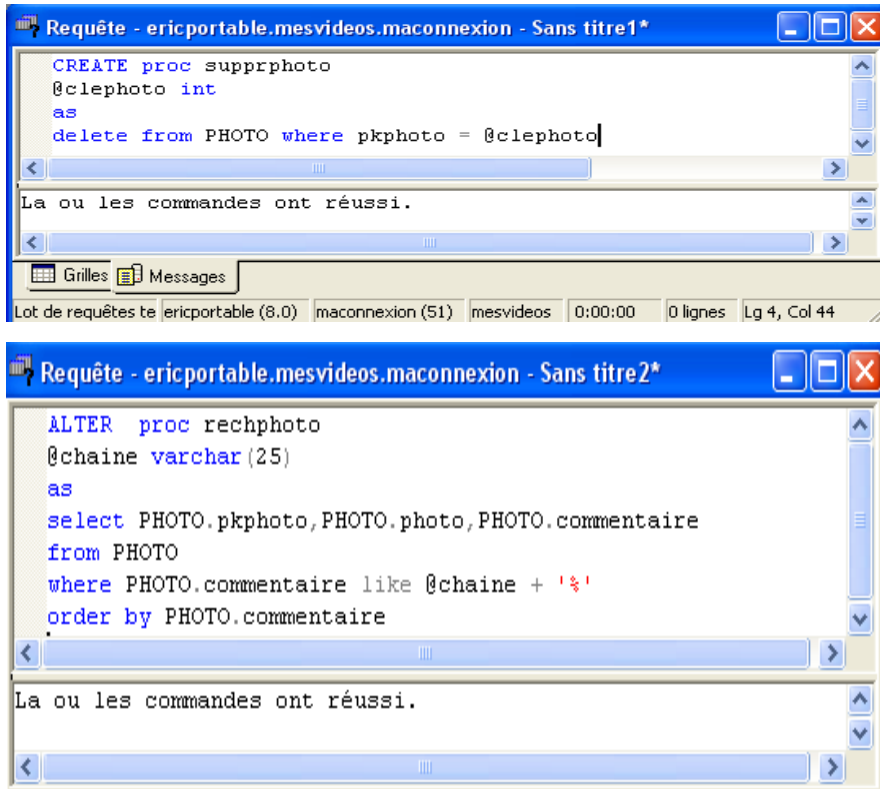 Requête - ericportable.mesvideos.maconnexion - Sans titre1*
CREATE proc supprphoto
@clephoto int
as
delete from PHOTO where pkphoto = @clephoto
La ou les commandes ont réussi.
Grilles Messages
Lot de requêtes te ericportable (8.0) maconnexion (51) mesvideos 0:00:00 0 lignes Lg 4, Col 44
Requête - ericportable.mesvideos.maconnexion - Sans titre2*
ALTER  proc rechphoto
@chaine varchar(25)
as
select PHOTO.pkphoto,PHOTO.photo,PHOTO.commentaire
from PHOTO
where PHOTO.commentaire like @chaine + '%'
order by PHOTO.commentaire
La ou les commandes ont réussi.